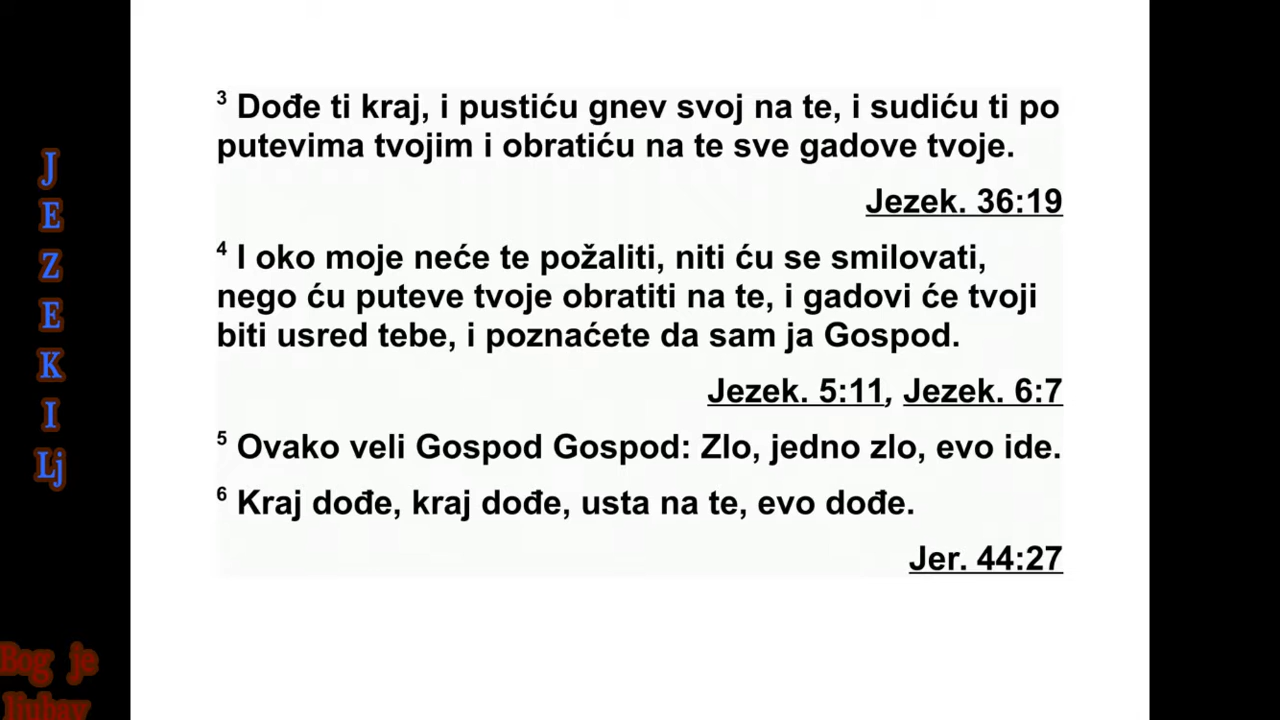 J
E
Z
E
K
I
Lj
Bog je
ljubav
3 Dođe ti kraj, i pustiću gnev svoj na te, i sudiću ti po
putevima tvojim i obratiću na te sve gadove tvoje.
Jezek. 36:19
4 I oko moje neće te požaliti, niti ću se smilovati,
nego ću puteve tvoje obratiti na te, i gadovi će tvoji
biti usred tebe, i poznaćete da sam ja Gospod.
Jezek. 5:11, Jezek. 6:7
5 Ovako veli Gospod Gospod: Zlo, jedno zlo, evo ide.
6 Kraj dođe, kraj dođe, usta na te, evo dođe.
Jer. 44:27